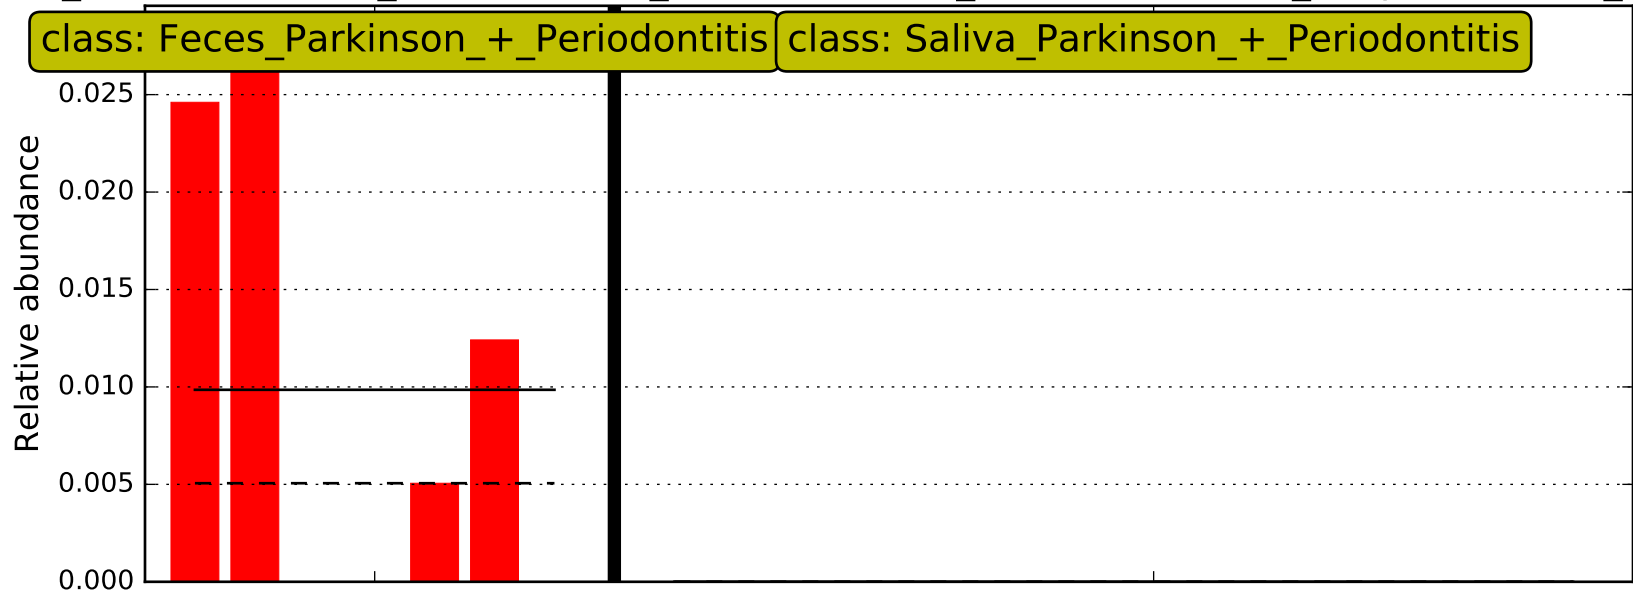 class: Feces_Parkinson_+_Periodontitis
class: Saliva_Parkinson_+_Periodontitis
0.025
0.020
0.015
0.010
0.005
0.000
Relative abundance